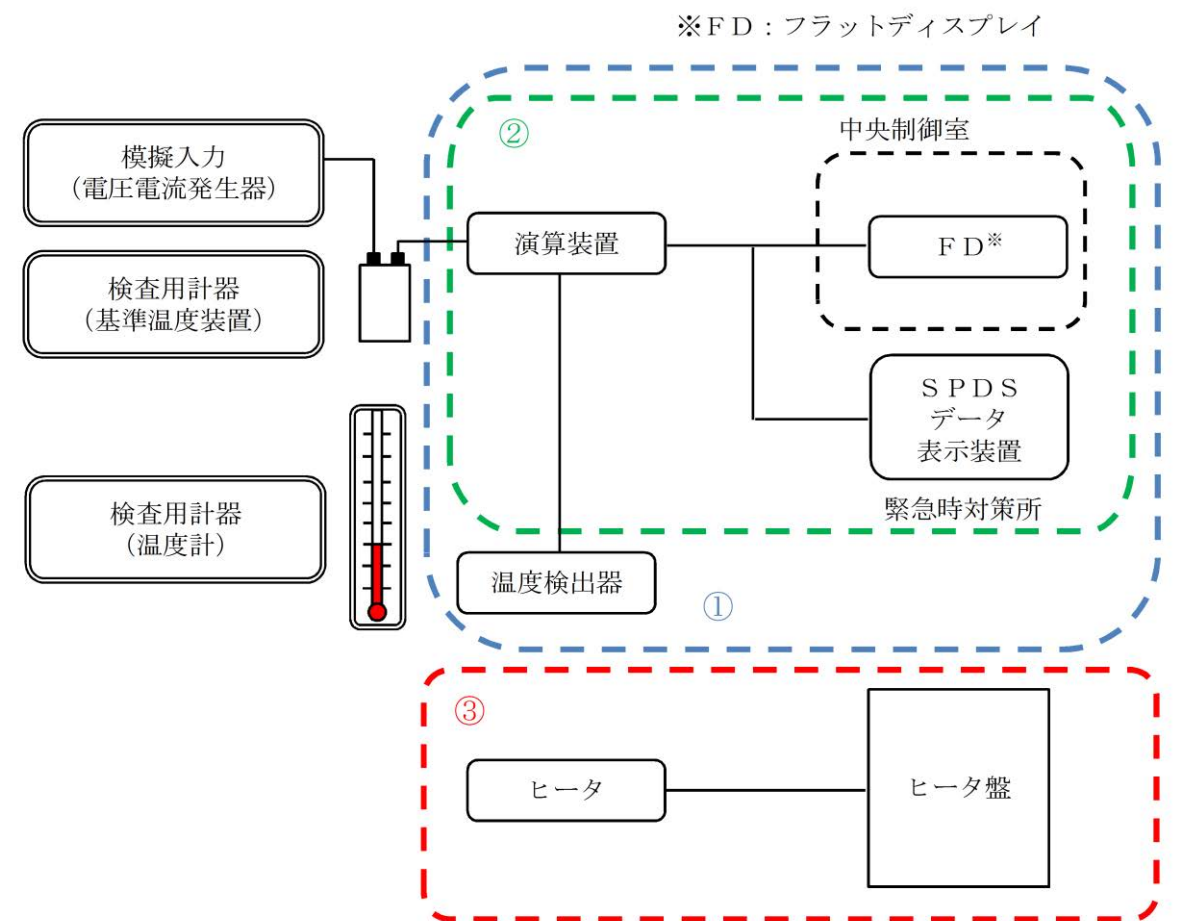 ※ＦＤ：フラットディスプレイ
②
中央制御室
模擬入力
（電圧電流発生器）
演算装置
ＦＤ※
検査用計器
（基準温度装置）
ＳＰＤＳ
データ
表示装置
緊急時対策所
検査用計器
（温度計）
温度検出器
①
③
ヒータ
ヒータ盤